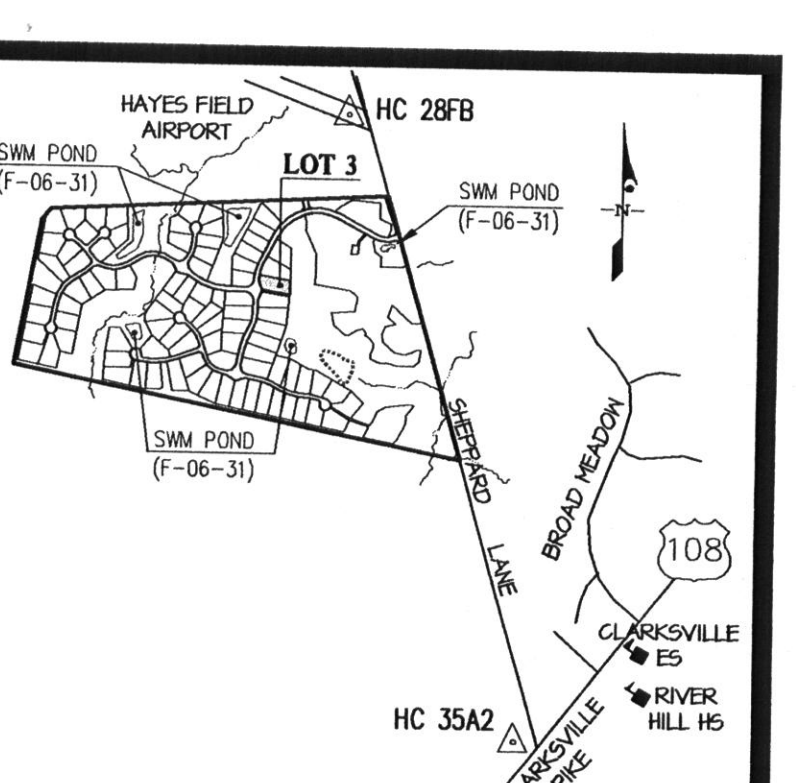 HAYES FIELD
AIRPORT
HC 28FB
SWM POND
(F-06-31)
LOT 3
SWM POND
(F-06-31)
N
SWM POND
(F-06-31)
SHEPPARD
LANE
BROAD MEADOW
108
CLARKSVILLE
ES
RIVER
HILL HS
HC 35A2
ARKSVILLE
PIKE